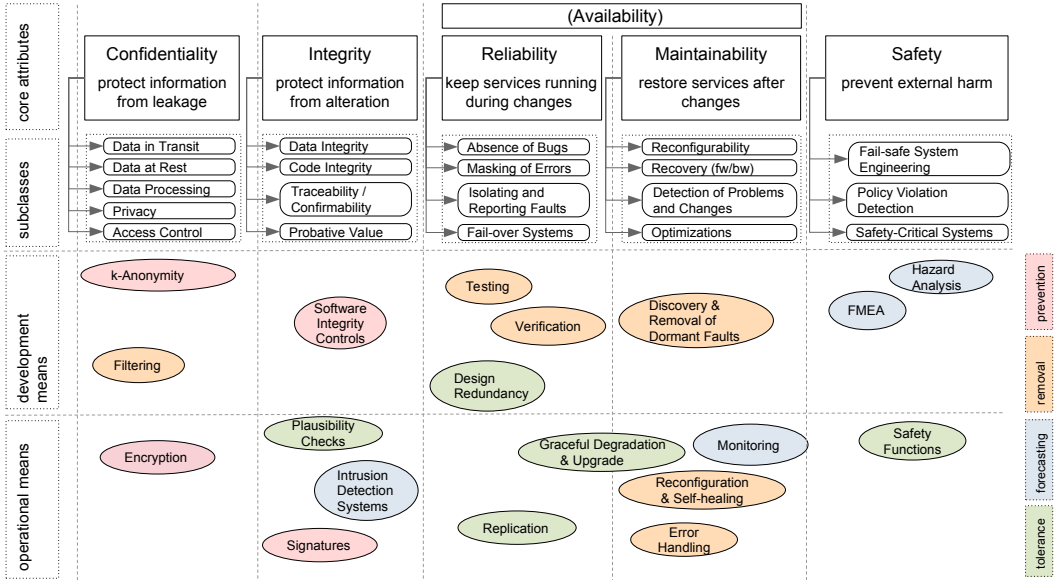 core attributes
(Availability)
Confidentiality
protect information
from leakage
Integrity
protect information
from alteration
Reliability
keep services running
during changes
Maintainability
restore services after
changes
Safety
prevent external harm
subclasses
Data in Transit
Data at Rest
Data Processing
Privacy
Access Control
Data Integrity
Code Integrity
Traceability /
Confirmability
Probative Value
Absence of Bugs
Masking of Errors
Isolating and
Reporting Faults
Fail-over Systems
Reconfigurability
Recovery (fw/bw)
Detection of Problems
and Changes
Optimizations
Fail-safe System
Engineering
Policy Violation
Detection
Safety-Critical Systems
development
means
k-Anonymity
Filtering
Software
Integrity
Controls
Testing
Verification
Design
Redundancy
Discovery &
Removal of
Dormant Faults
Hazard
Analysis
FMEA
operational means
Encryption
Plausibility
Checks
Intrusion
Detection
Systems
Signatures
Graceful Degradation
& Upgrade
Replication
Monitoring
Reconfiguration
& Self-healing
Error
Handling
Safety
Functions
prevention
removal
forecasting
tolerance